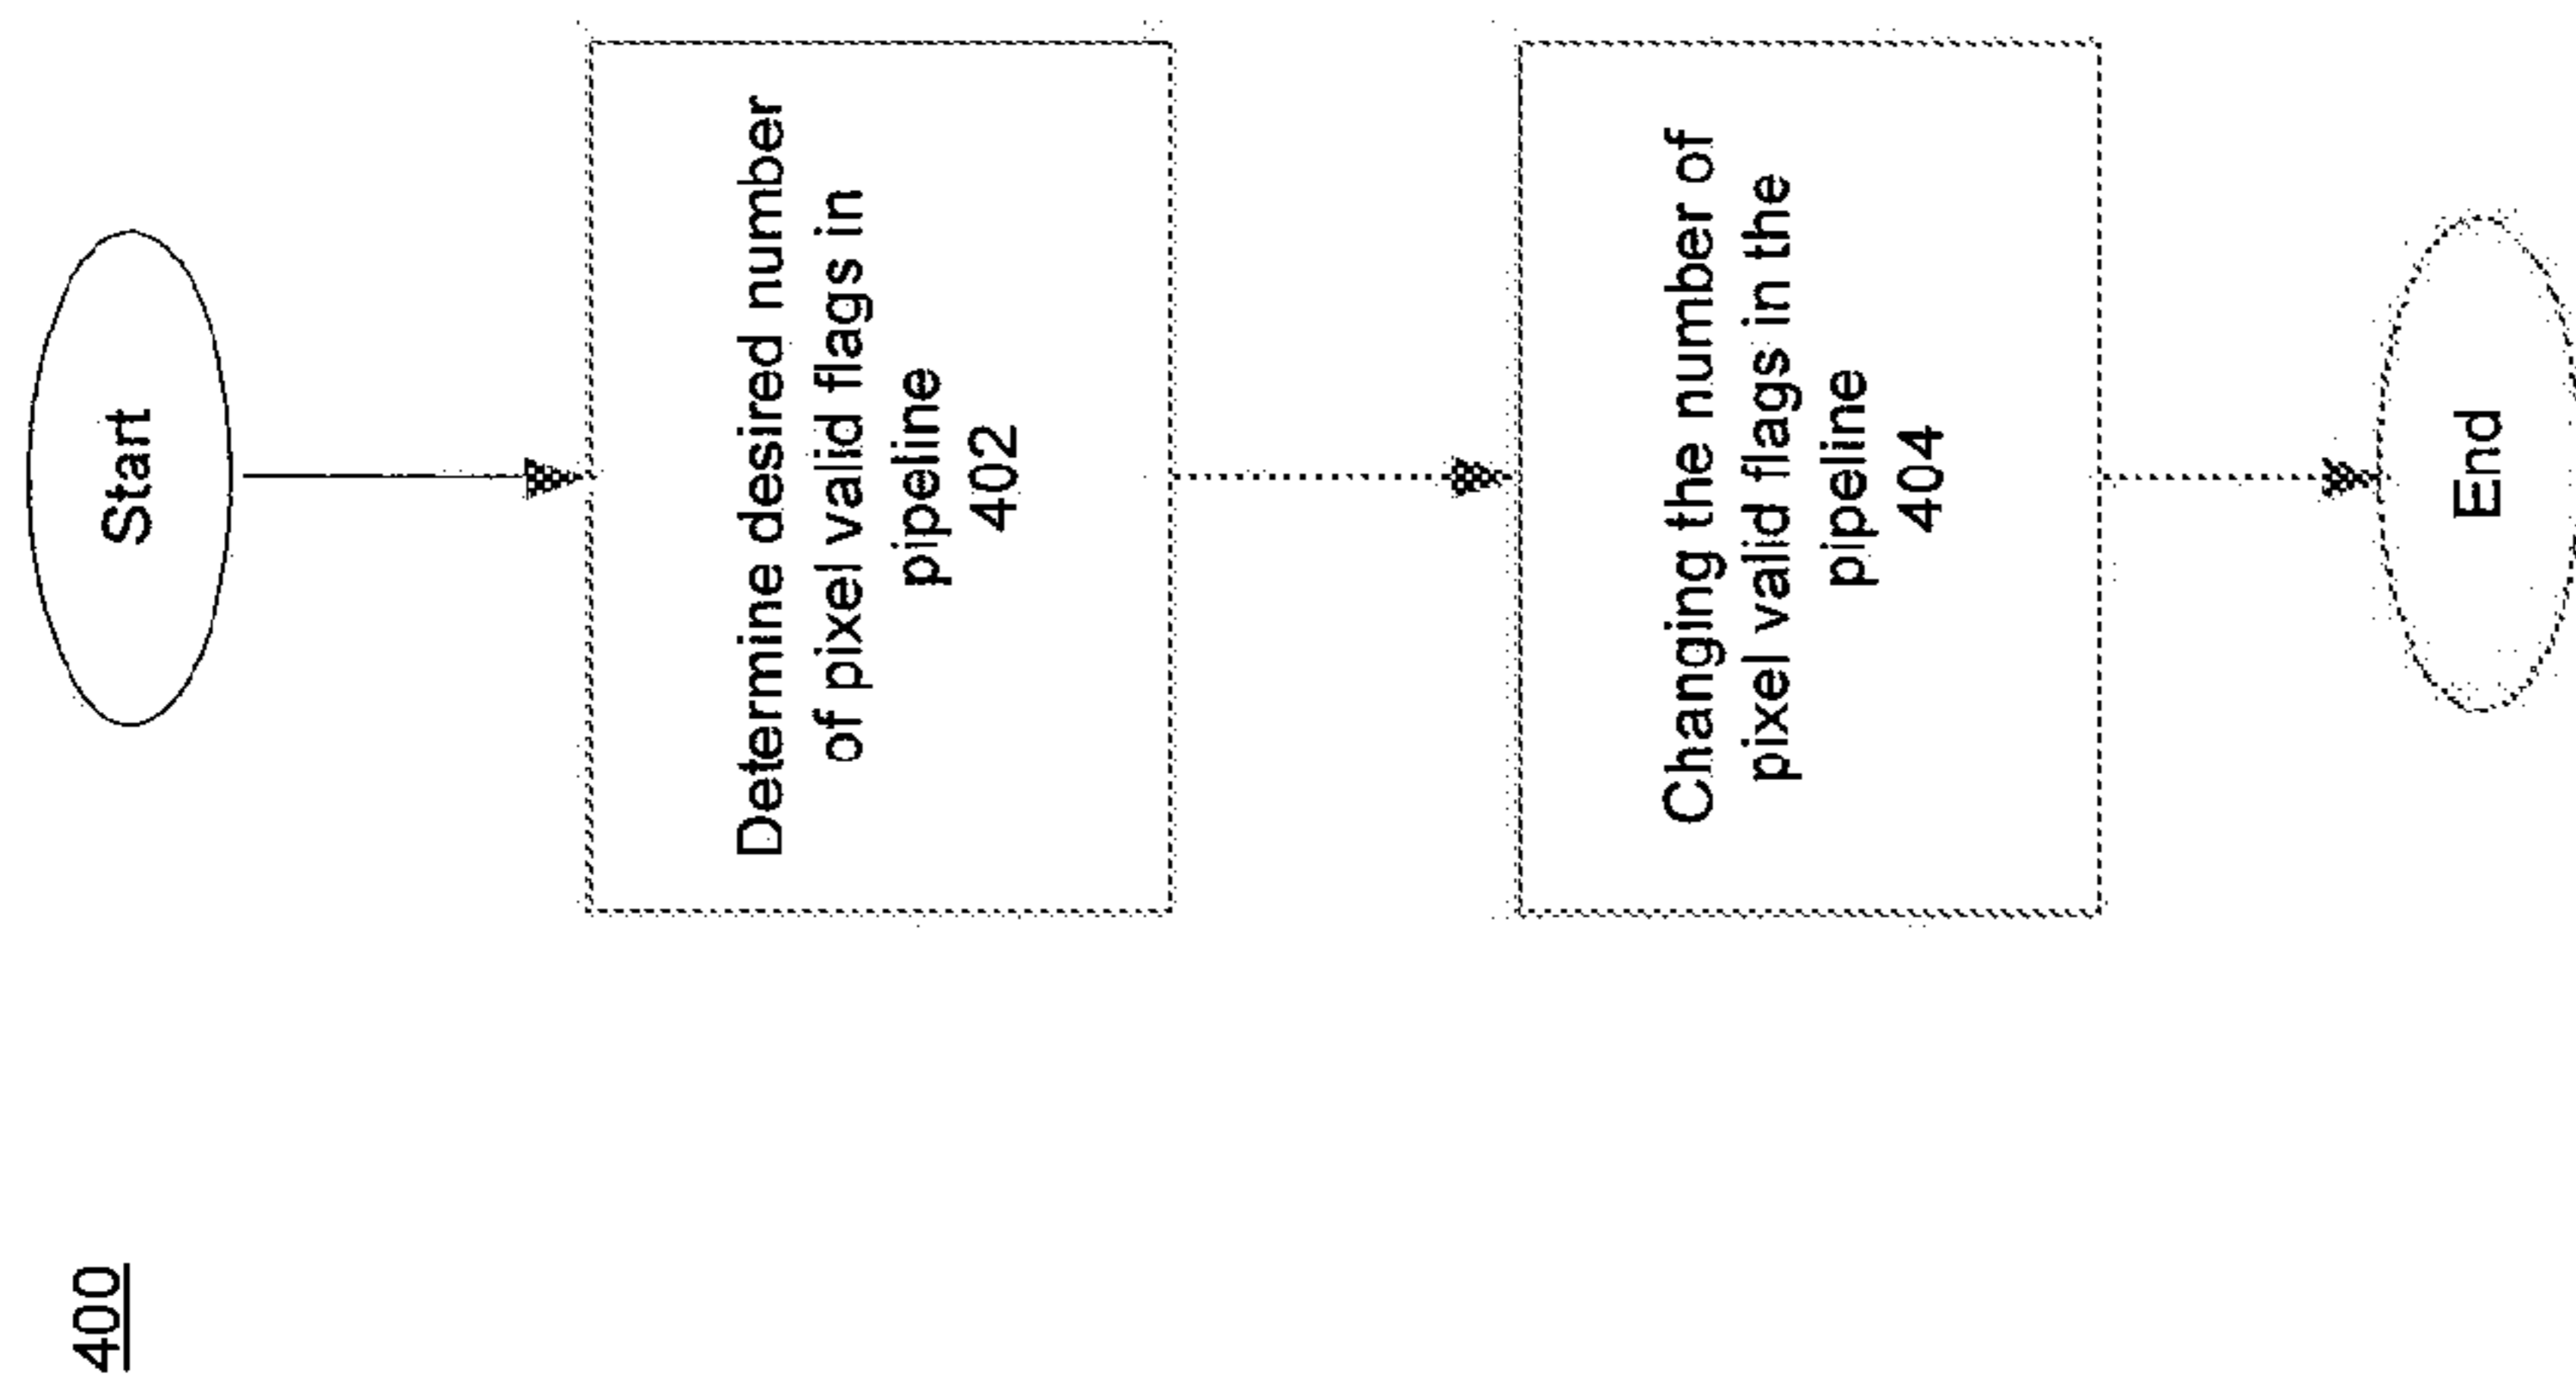 400
Start
Determine desired number
of pixel valid flags in
pipeline
402
Changing the number of
pixel valid flags in the
pipeline
404
End